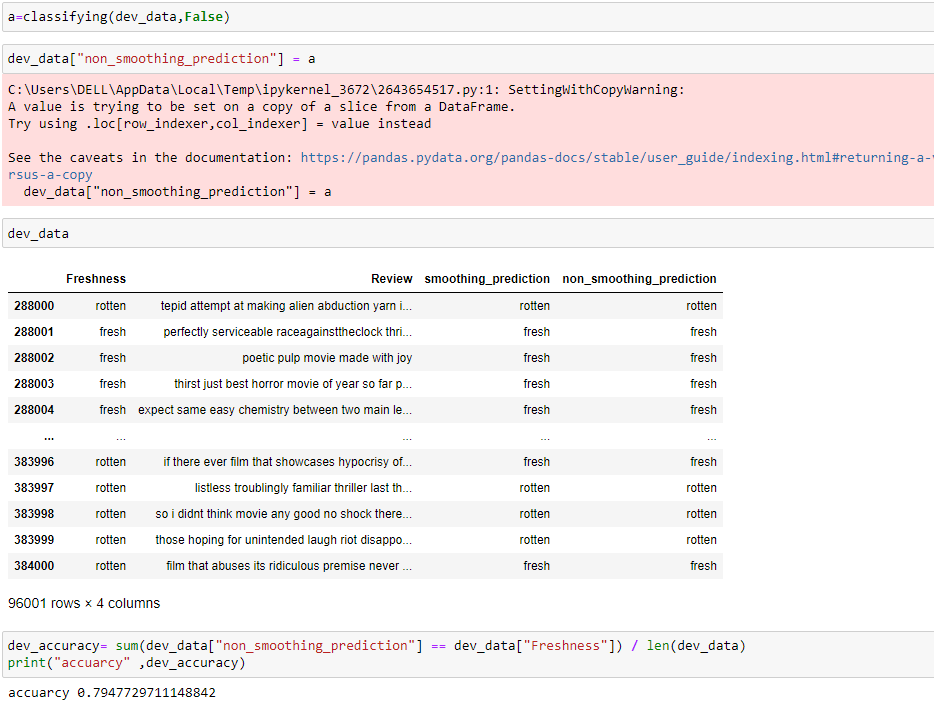 a=classifying(dev_data,False)
dev_data["non_smoothing_prediction"] = a
C:\Users\DELL\AppData\Local\Temp\ipykernel_3672\2643654517.py:1: SettingWithCopyWarning:
A value is trying to be set on a copy of a slice from a DataFrame.
Try using .loc[row_indexer,col_indexer] = value instead
See the caveats in the documentation: https://pandas.pydata.org/pandas-docs/stable/user_guide/indexing.html#returning-a-
rsus-a-copy
dev_data["non_smoothing_prediction"] = a
dev_data
Freshness Review smoothing_prediction non_smoothing_prediction
288000 rotten tepid attempt at making alien abduction yarn i... rotten rotten
288001 fresh perfectly serviceable raceagainsttheclock thri... fresh fresh
288002 fresh poetic pulp movie made with joy fresh fresh
288003 fresh thirst just best horror movie of year so far p... fresh fresh
288004 fresh expect same easy chemistry between two main le... fresh fresh
... ... ... ... ...
383996 rotten if there ever film that showcases hypocrisy of... fresh fresh
383997 rotten listless troublingly familiar thriller last th... rotten rotten
383998 rotten so i didnt think movie any good no shock there... rotten rotten
383999 rotten those hoping for unintended laugh riot disappo... rotten rotten
384000 rotten film that abuses its ridiculous premise never ... fresh fresh
96001 rows × 4 columns
dev_accuracy= sum(dev_data["non_smoothing_prediction"] == dev_data["Freshness"]) / len(dev_data)
print("accuarcy" ,dev_accuracy)
accuarcy 0.7947729711148842